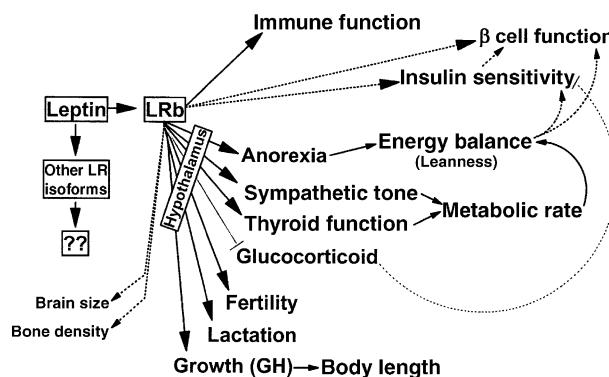 Immune function
β cell function
Insulin sensitivity
Leptin
LRb
Hypothalamus
Other LR
isoforms
??
Anorexia
Energy balance
(Leanness)
Sympathetic tone
Thyroid function
Metabolic rate
Glucocorticoid
Brain size
Bone density
Fertility
Lactation
Growth (GH)
Body length